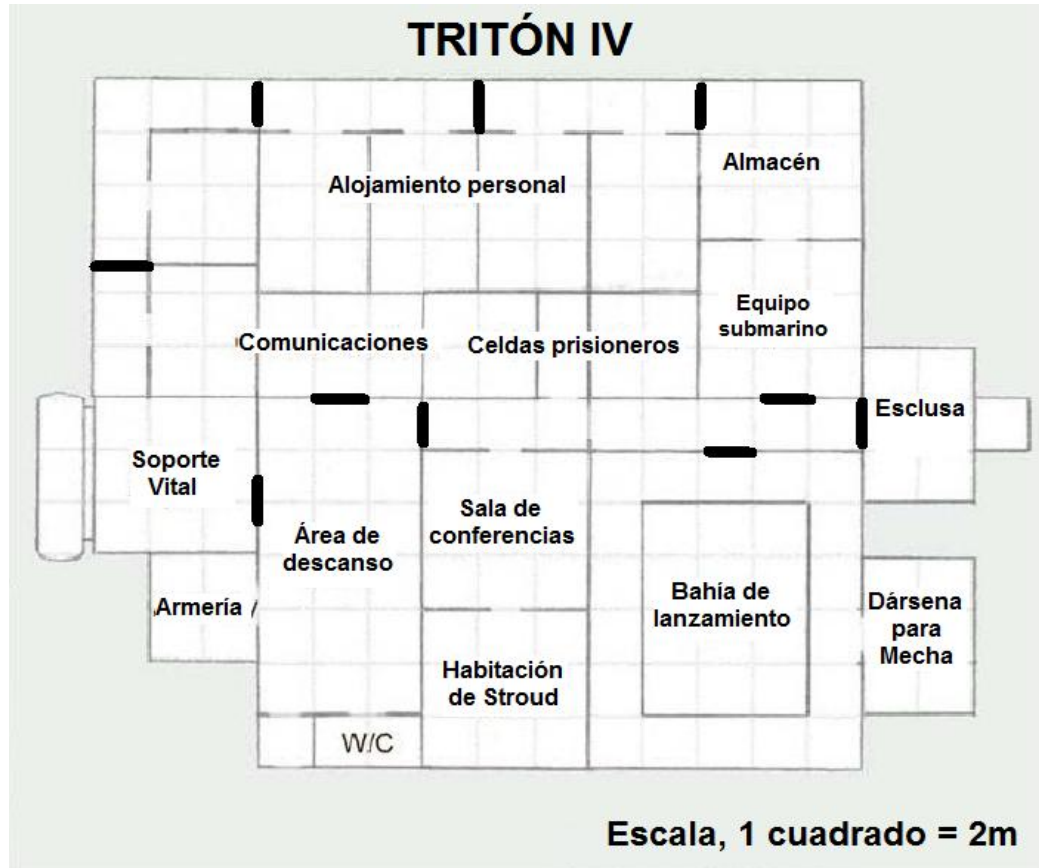 TRITÓN IV
Almacén
Alojamiento personal
Equipo
submarino
Comunicaciones
Celdas prisioneros
Esclusa
Soporte
Vital
Sala de
conferencias
Área de
descanso
Bahía de
lanzamiento
Armería
Dársena
para
Mecha
Habitación
de Stroud
W/C
Escala, 1 cuadrado = 2m